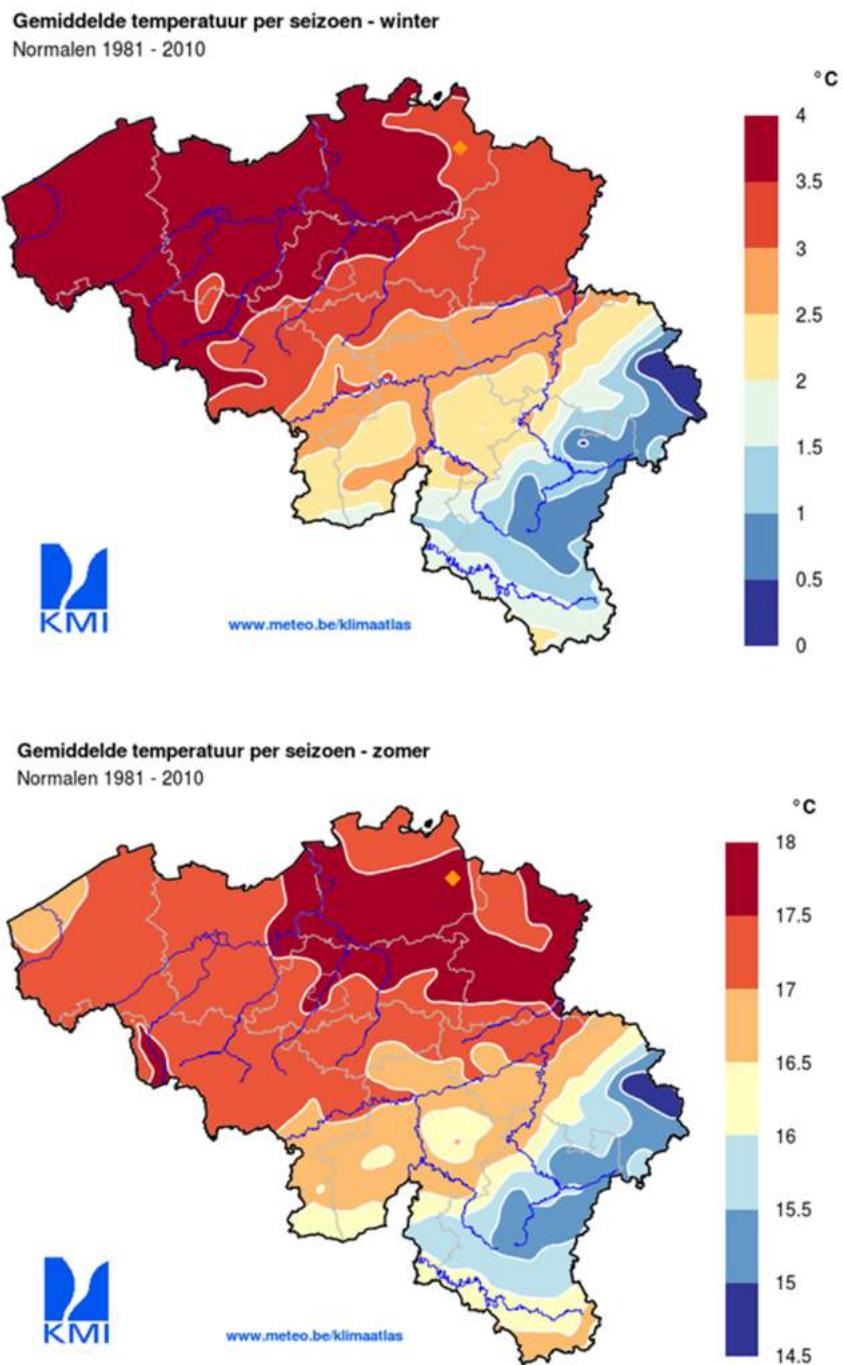 Gemiddelde temperatuur per seizoen - winter
Normalen 1981 - 2010
°C
4
3.5
3
2.5
2
1.5
1
0.5
0
KMI
www.meteo.be/klimaatlas
Gemiddelde temperatuur per seizoen - zomer
Normalen 1981 - 2010
°C
18
17.5
17
16.5
16
15.5
15
14.5
KMI
www.meteo.be/klimaatlas